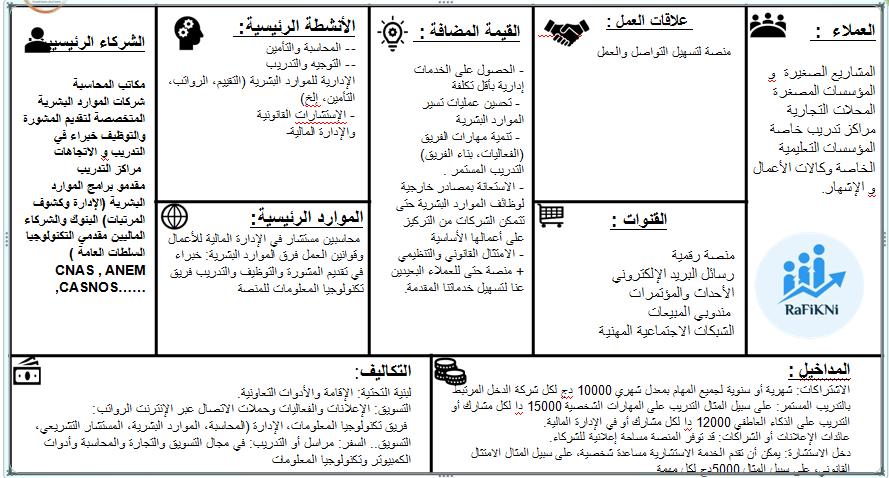 العملاء :
المشاريع الصغيرة و
المؤسسات المصغرة
المحلات التجارية
مراكز تدريب خاصة
المؤسسات التعليمية
الخاصة وكالات الأعمال
و الإشهار.
RaFiKNi
علاقات العمل :
منصة لتسهيل التواصل والعمل
القنوات :
منصة رقمية
رسائل البريد الإلكتروني
الأحداث والمؤتمرات
مندوبي المبيعات
الشبكات الاجتماعية المهنية
القيمة المضافة :
- الحصول على الخدمات
إدارية بأقل تكلفة
- تحسين عمليات تسير
الموارد البشرية
- تنمية مهارات الفريق
(الفعاليات، بناء الفريق)
التدريب المستمر .
- الاستعانة بمصادر خارجية
لوظائف الموارد البشرية حتى
تتمكن الشركات من التركيز
على أعمالها الأساسية
- الامتثال القانوني والتنظيمي
+ منصة حتى للعملاء البعيدين
عنا لتسهيل خدماتنا المقدمة.
الأنشطة الرئيسية:
-- المحاسبة والتأمين
-- التوجيه والتدريب
الإدارية للموارد البشرية (التقييم، الرواتب،
التأمين، إلخ)
- الإستشارات القانونية
والإدارة المالية-
الموارد الرئيسية:
محاسبين مستشار في الإدارة المالية للأعمال
وقوانين العمل فرق الموارد البشرية: خبراء
في تقديم المشورة والتوظيف والتدريب فريق
تكنولوجيا المعلومات للمنصة
الشركاء الرئيسيين
مكاتب المحاسبة
شركات الموارد البشرية
المتخصصة لتقديم المشورة
والتوظيف خبراء في
التدريب و الاتجاهات
مراكز التدريب
مقدمو برامج الموارد
البشرية (الإدارة وكشوف
المرتبات) البنوك والشركاء
الماليين مقدمي التكنولوجيا
السلطات العامة )
CNAS , ANEM
,CASNOS......
المداخيل :
الاشتراكات: شهرية أو سنوية لجميع المهام بمعدل شهري 10000 دج لكل شركة الدخل المرتبط
بالتدريب المستمر: على سبيل المثال التدريب على المهارات الشخصية 15000 دا لكل مشارك أو
التدريب على الذكاء العاطفي 12000 دا لكل مشارك أو في الإدارة المالية.
عائدات الإعلانات أو الشراكات: قد توفر المنصة مساحة إعلانية للشركاء.
دخل الاستشارة: يمكن أن تقدم الخدمة الاستشارية مساعدة شخصية، على سبيل المثال الامتثال
القانوني، على سبيل المثال 5000دج لكل مهمة
التكاليف:
لبنية التحتية: الإقامة والأدوات التعاونية.
التسويق: الإعلانات والفعاليات وحملات الاتصال عبر الإنترنت الرواتب:
فريق تكنولوجيا المعلومات، الإدارة (المحاسبة، الموارد البشرية، المستشار التشريعي،
التسويق.. السفر: مراسل أو التدريب: في مجال التسويق والتجارة والمحاسبة وأدوات
الكمبيوتر وتكنولوجيا المعلومات